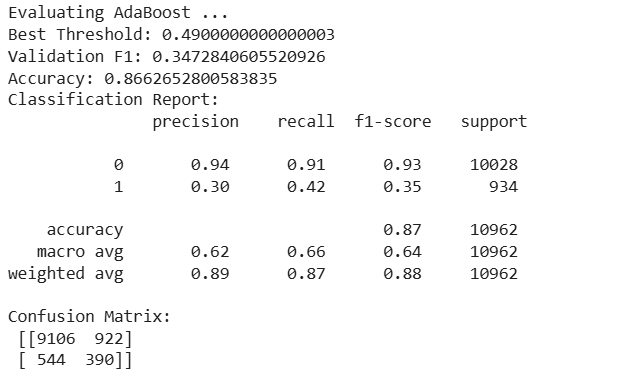 Evaluating AdaBoost ...
Best Threshold: 0.4900000000000003
Validation F1: 0.3472840605520926
Accuracy: 0.8662652800583835
Classification Report:
precision recall f1-score support
0 0.94 0.91 0.93 10028
1 0.30 0.42 0.35 934
accuracy 0.87 10962
macro avg 0.62 0.66 0.64 10962
weighted avg 0.89 0.87 0.88 10962
Confusion Matrix:
[[9106 922]
[ 544 390]]